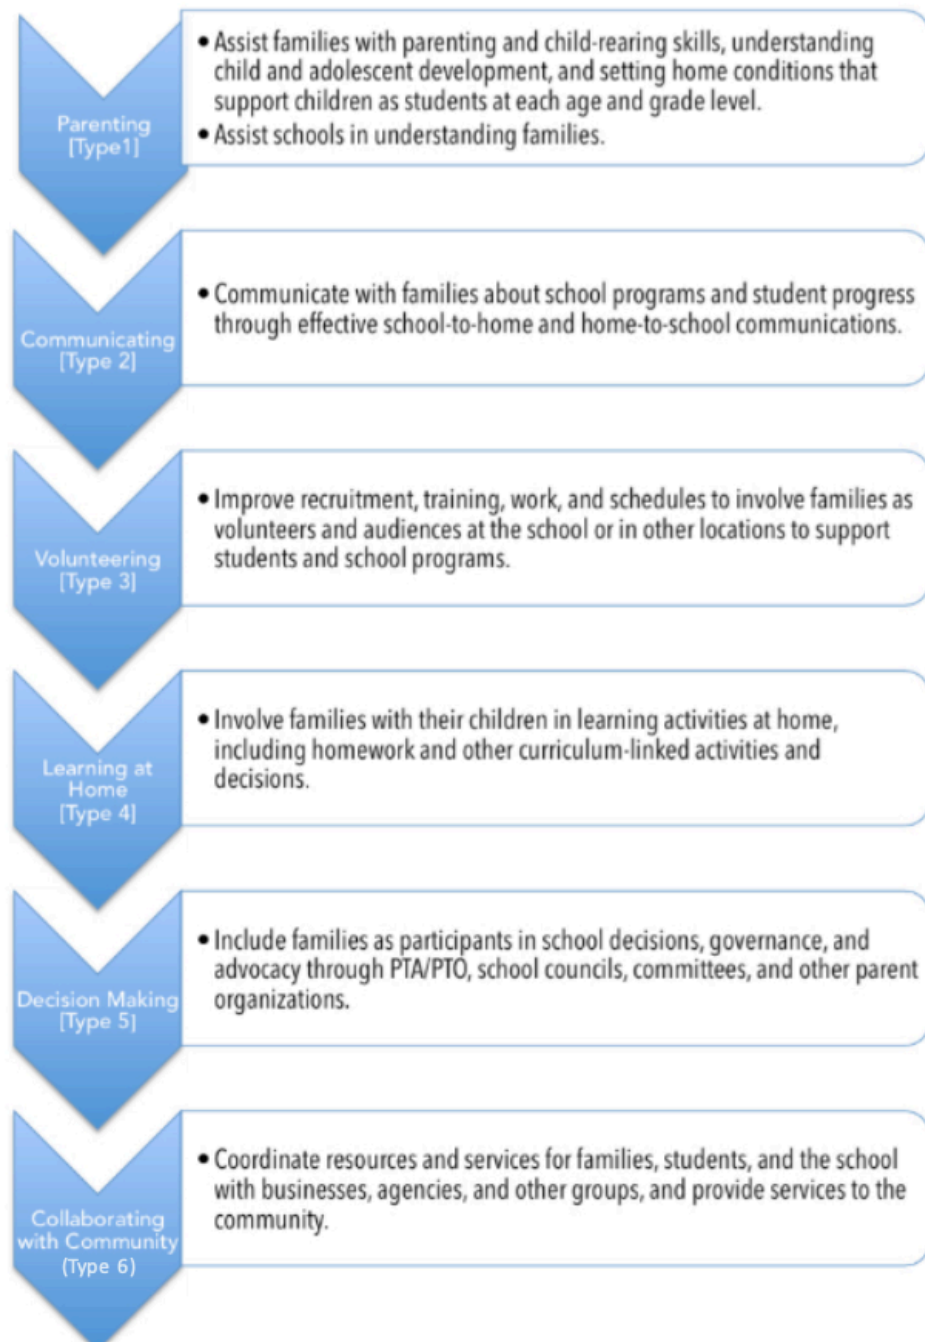 Parenting
[Type1]
• Assist families with parenting and child-rearing skills, understanding
child and adolescent development, and setting home conditions that
support children as students at each age and grade level.
• Assist schools in understanding families.
Communicating
[Type 2]
• Communicate with families about school programs and student progress
through effective school-to-home and home-to-school communications.
Volunteering
[Type 3]
• Improve recruitment, training, work, and schedules to involve families as
volunteers and audiences at the school or in other locations to support
students and school programs.
Learning at
Home
[Type 4]
• Involve families with their children in learning activities at home,
including homework and other curriculum-linked activities and
decisions.
Decision Making
[Type 5]
• Include families as participants in school decisions, governance, and
advocacy through PTA/PTO, school councils, committees, and other parent
organizations.
Collaborating
with Community
(Type 6)
• Coordinate resources and services for families, students, and the school
with businesses, agencies, and other groups, and provide services to the
community.